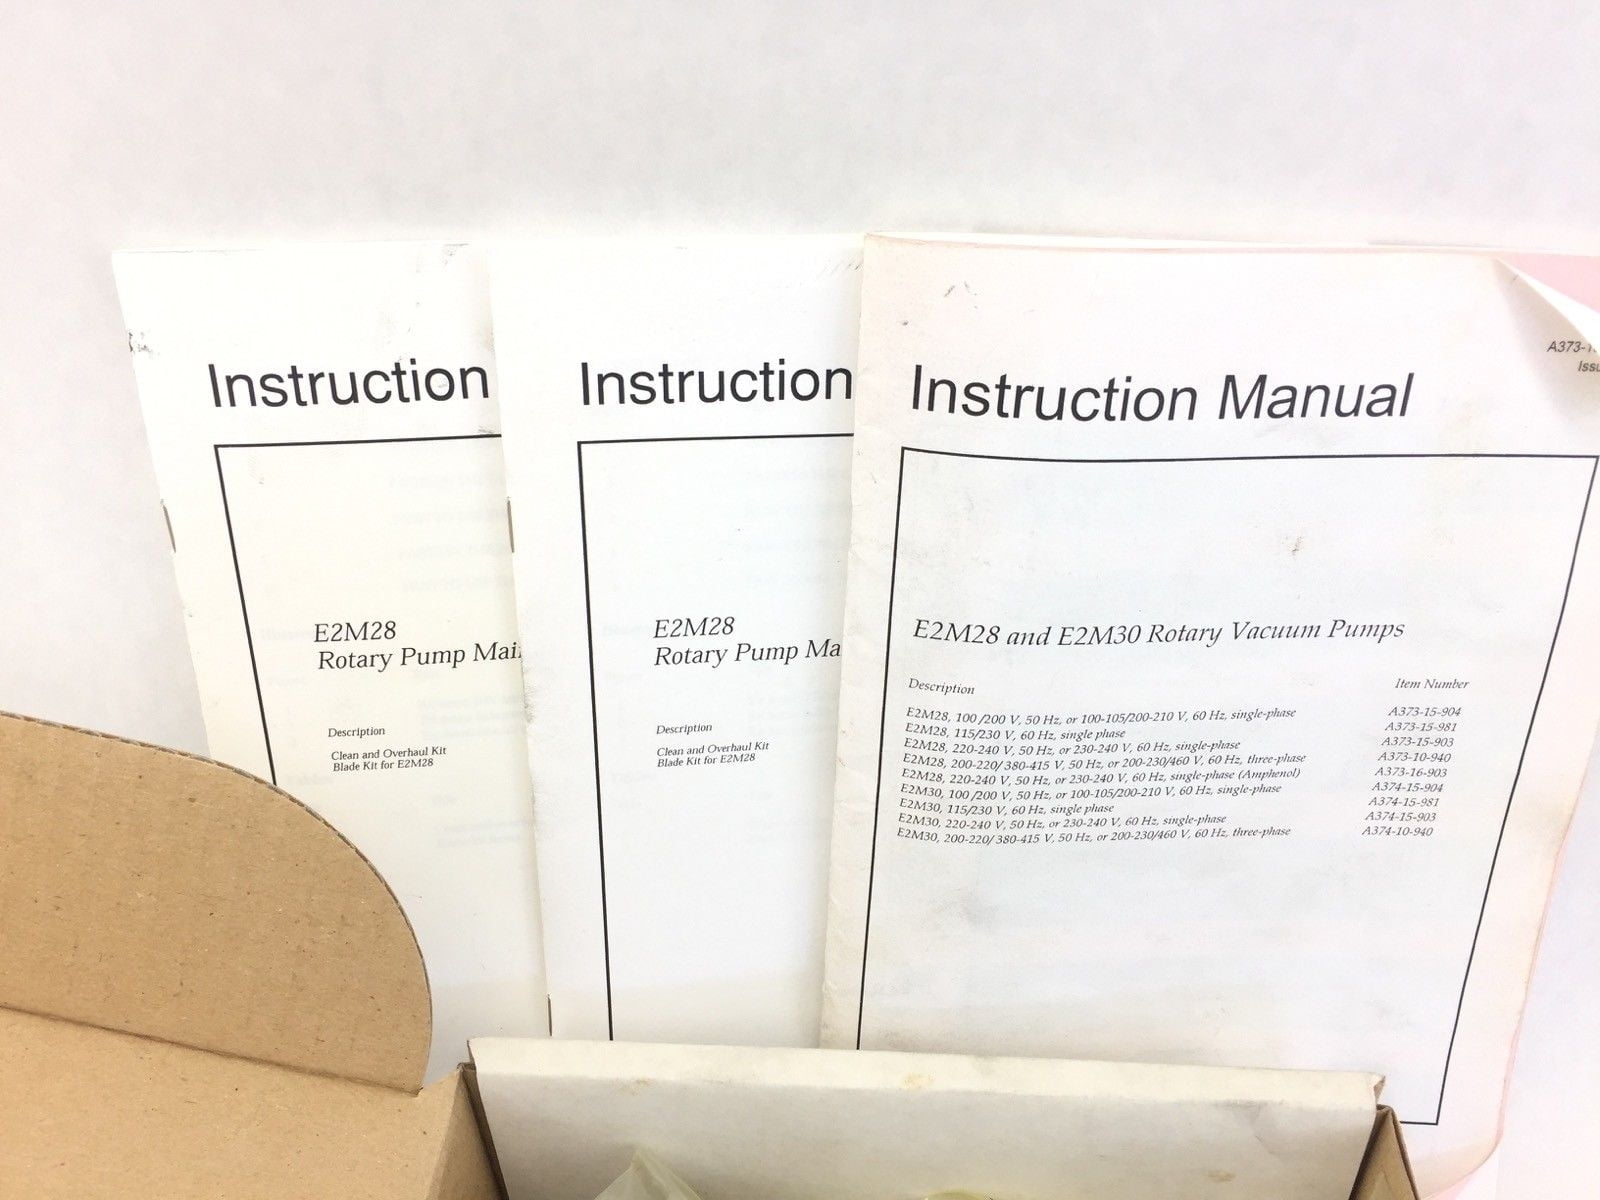 Instruction
E2M28
Rotary Pump Mai
Description
Clean and Overhaul Kit
Blade Kit for E2M28
Instruction
E2M28
Rotary Pump Ma
Description
Clean and Overhaul Kit
Blade Kit for E2M28
A373-1
Issu
Instruction Manual
E2M28 and E2M30 Rotary Vacuum Pumps
Description Item Number
E2M28, 100/200 V, 50 Hz, or 100-105/200-210 V, 60 Hz, single-phase A373-15-904
E2M28, 115/230 V, 60 Hz, single phase A373-15-981
E2M28, 220-240 V, 50 Hz, or 230-240 V, 60 Hz, single-phase A373-15-903
E2M28, 200-220/ 380-415 V, 50 Hz, or 200-230/460 V, 60 Hz, three-phase A373-10-940
E2M28, 220-240 V, 50 Hz, or 230-240 V, 60 Hz, single-phase (Amphenol) A373-16-903
E2M30, 100/200 V, 50 Hz, or 100-105/200-210 V, 60 Hz, single-phase A374-15-904
E2M30, 115/230 V, 60 Hz, single phase A374-15-981
E2M30, 220-240 V, 50 Hz, or 230-240 V, 60 Hz, single-phase A374-15-903
E2M30, 200-220/ 380-415 V, 50 Hz, or 200-230/460 V, 60 Hz, three-phase A374-10-940